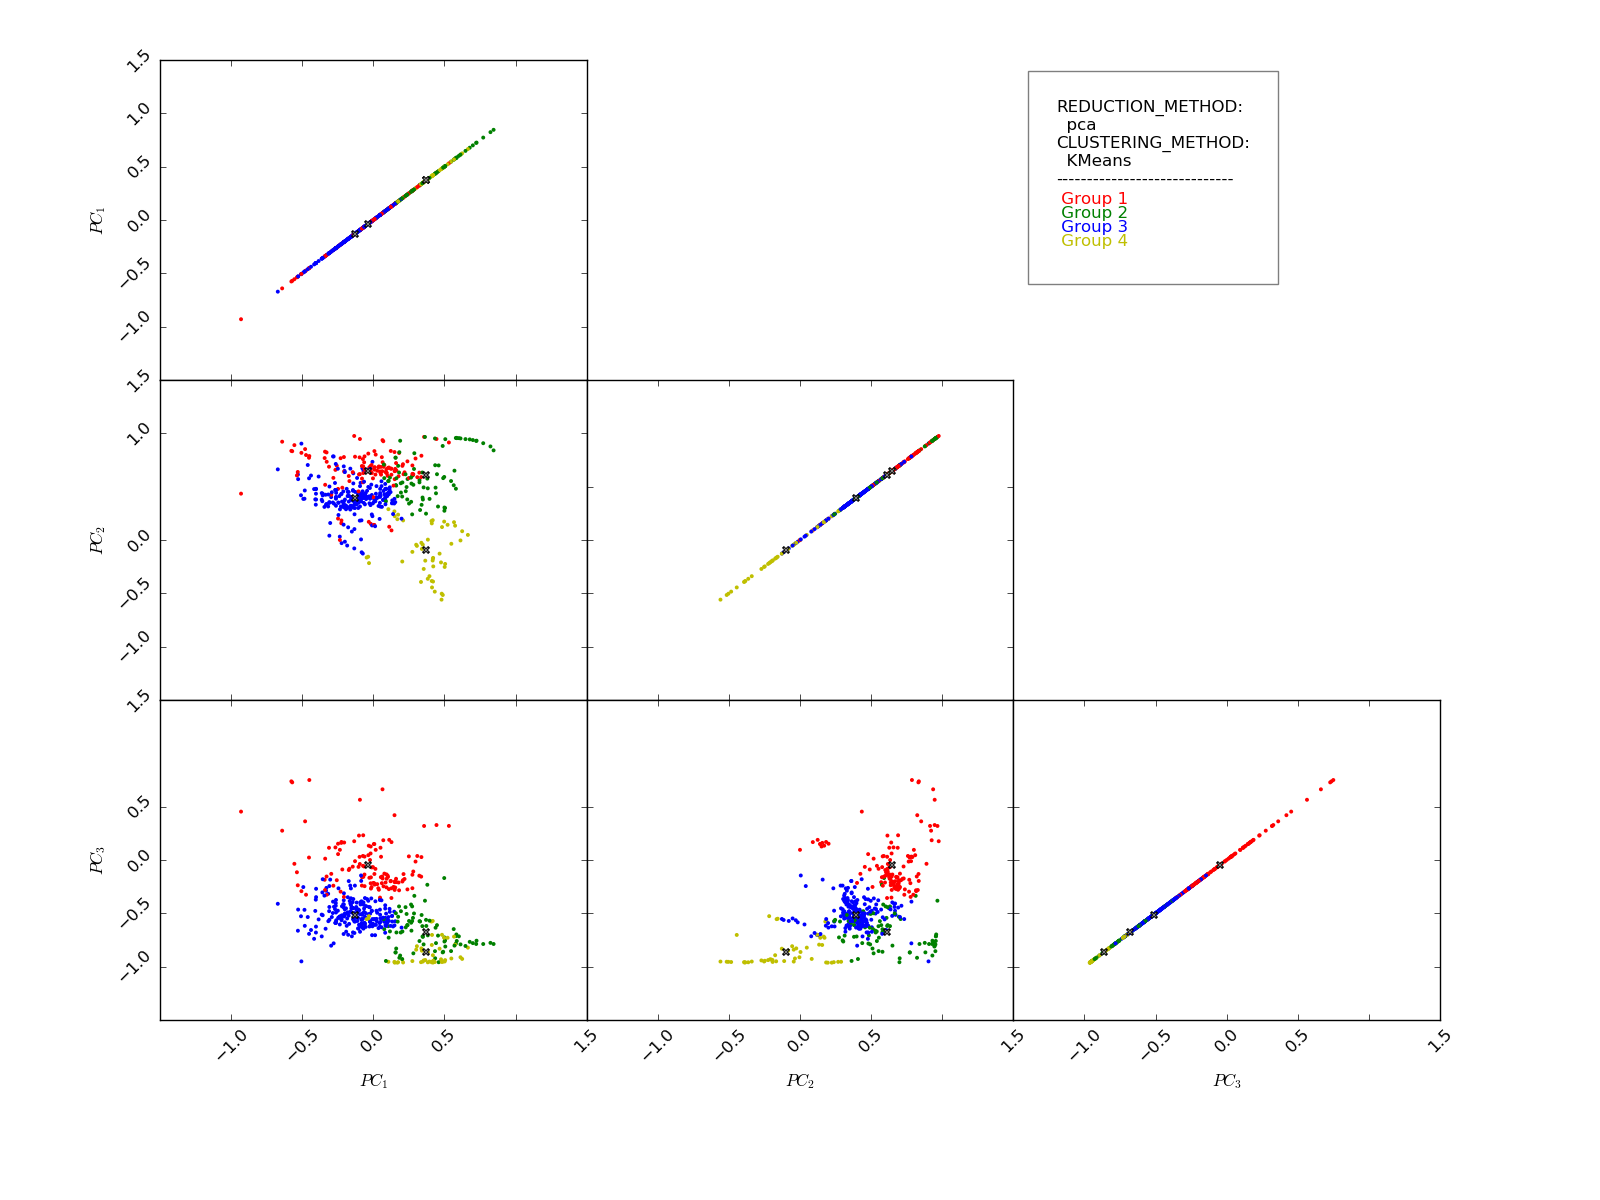 1.5
1.0
0.5
0.0
−0.5
−1.0
PC₁
REDUCTION_METHOD:
pca
CLUSTERING_METHOD:
KMeans
-----------------------------
Group 1
Group 2
Group 3
Group 4
1.5
1.0
0.5
0.0
−0.5
−1.0
PC₂
1.5
0.5
0.0
−0.5
−1.0
PC₃
−1.0 −0.5 0.0 0.5 1.5 −1.0 −0.5 0.0 0.5 1.5 −1.0 −0.5 0.0 0.5 1.5
PC₁ PC₂ PC₃